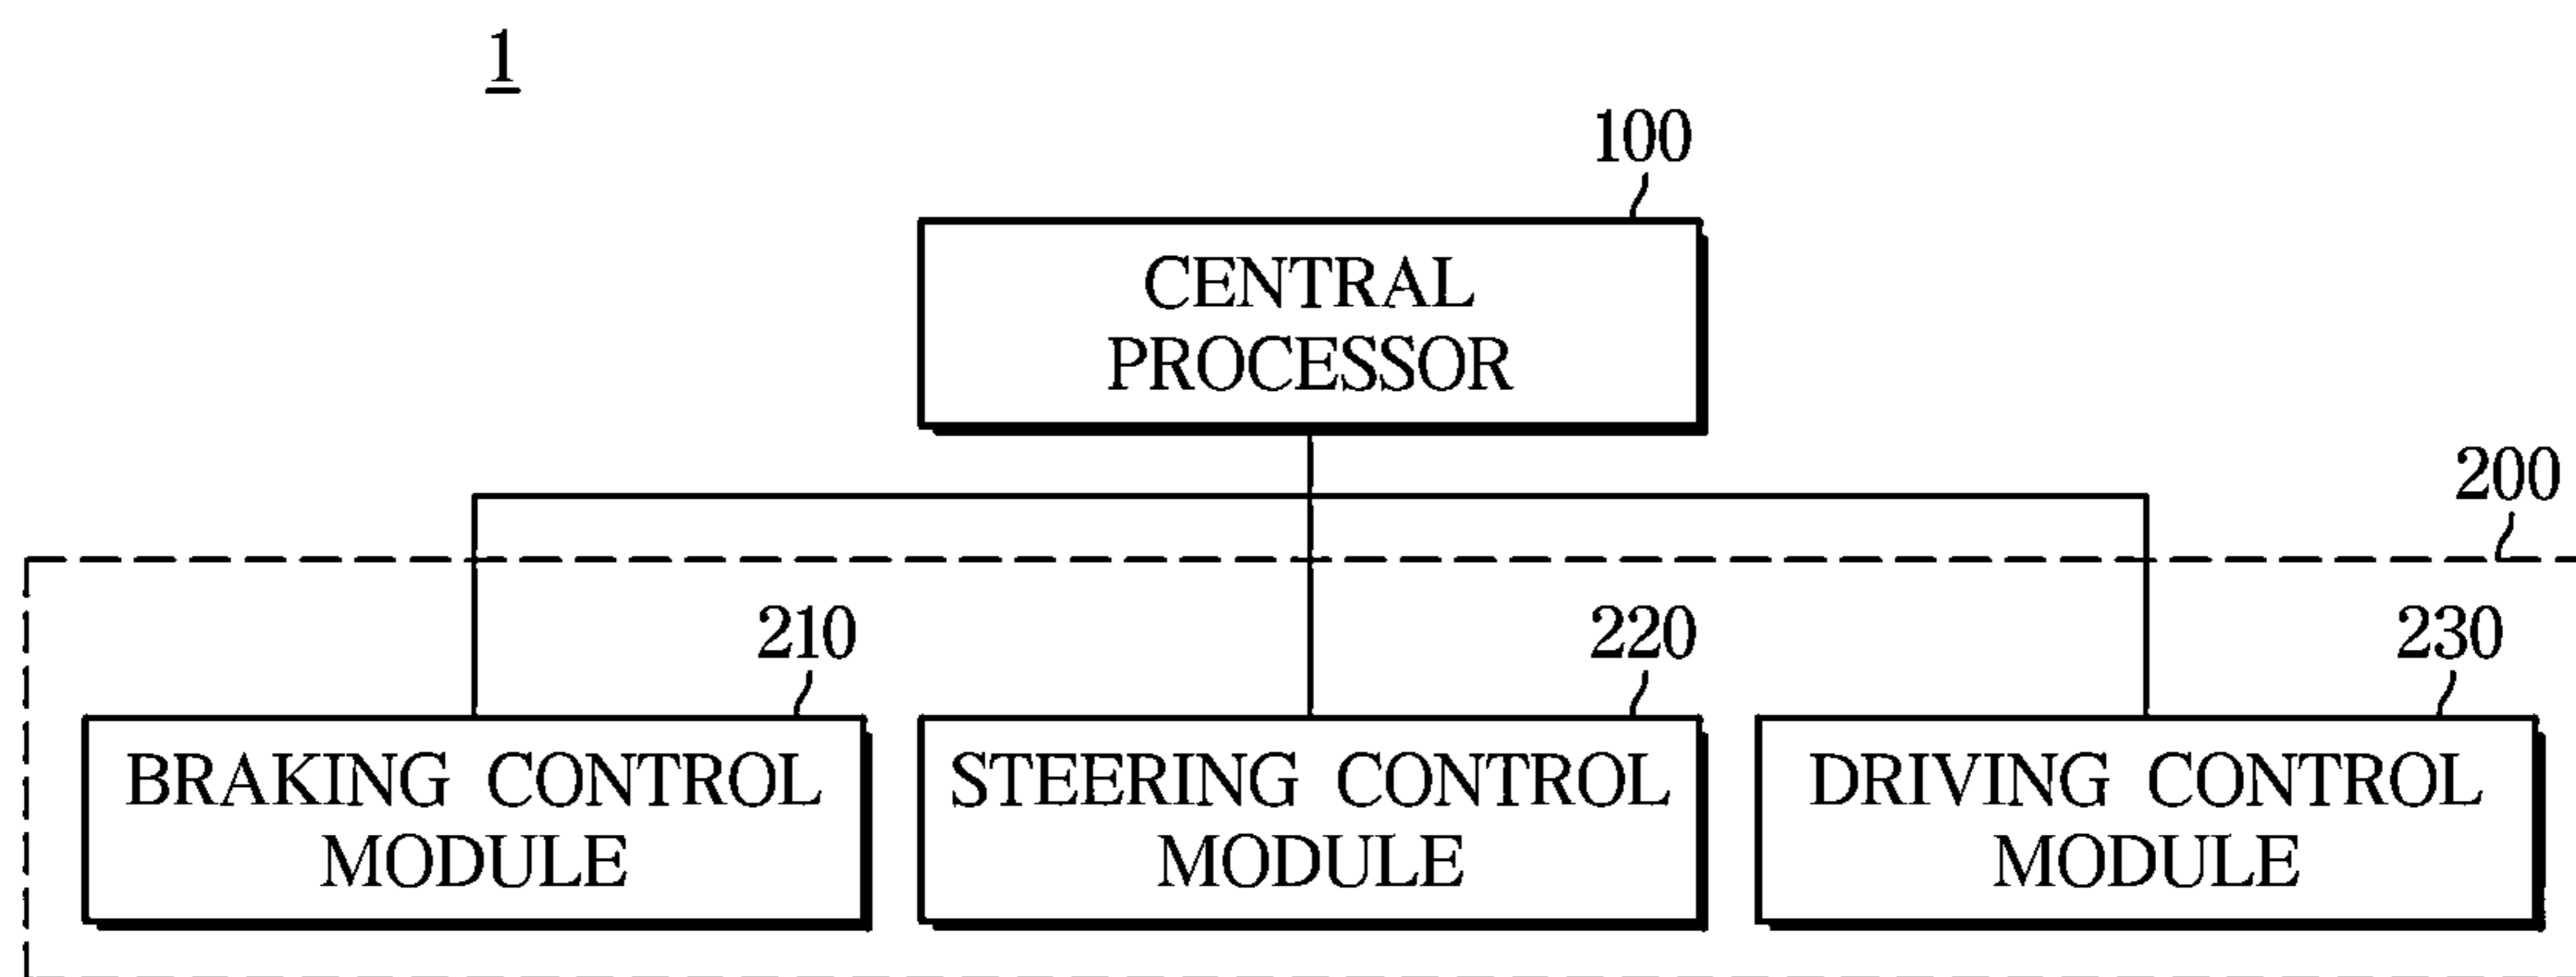 1
100
CENTRAL
PROCESSOR
200
210
220
230
BRAKING CONTROL
MODULE
STEERING CONTROL
MODULE
DRIVING CONTROL
MODULE